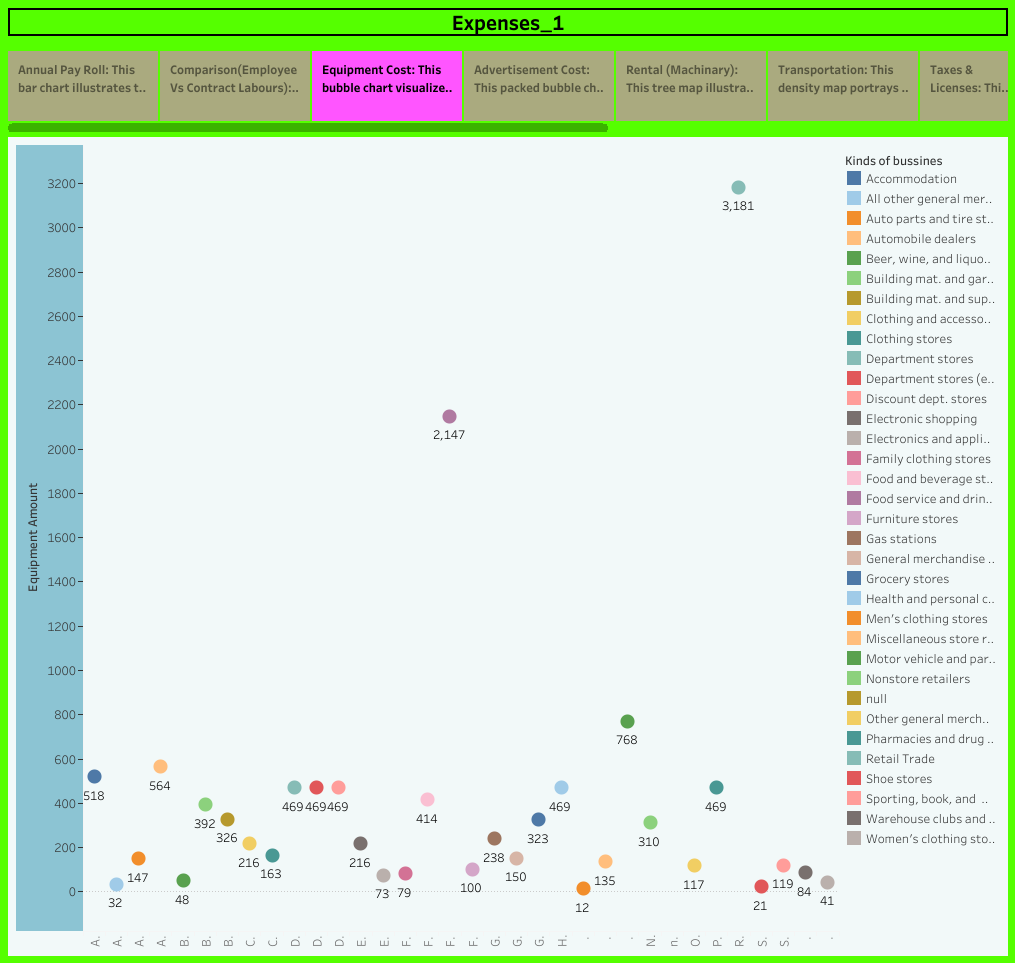 Expenses_1
Annual Pay Roll: This
bar chart illustrates t..
Comparison(Employee
Vs Contract Labours):..
Equipment Cost: This
bubble chart visualize..
Advertisement Cost:
This packed bubble ch..
Rental (Machinary):
This tree map illustra..
Transportation: This
density map portrays ..
Taxes &
Licenses: Thi..
Equipment Amount
3200
3000
2800
2600
2400
2200
2000
1800
1600
1400
1200
1000
800
600
400
200
0
518
32
147
564
48
392
326
216
163
469
469
469
216
73
79
414
2,147
100
238
150
323
469
12
135
768
310
117
469
3,181
21
119
84
41
A.
A.
A.
A.
B.
B.
B.
C.
C.
D.
D.
D.
E.
E.
F.
F.
F.
F.
G.
G.
G.
H.
.
.
.
N.
n.
O.
P.
R.
S.
S.
.
.
Kinds of bussines
Accommodation
All other general mer..
Auto parts and tire st..
Automobile dealers
Beer, wine, and liquo..
Building mat. and gar..
Building mat. and sup..
Clothing and accesso..
Clothing stores
Department stores
Department stores (e..
Discount dept. stores
Electronic shopping
Electronics and appli..
Family clothing stores
Food and beverage st..
Food service and drin..
Furniture stores
Gas stations
General merchandise ..
Grocery stores
Health and personal c..
Men's clothing stores
Miscellaneous store r..
Motor vehicle and par..
Nonstore retailers
null
Other general merch..
Pharmacies and drug ..
Retail Trade
Shoe stores
Sporting, book, and ..
Warehouse clubs and ..
Women's clothing sto..